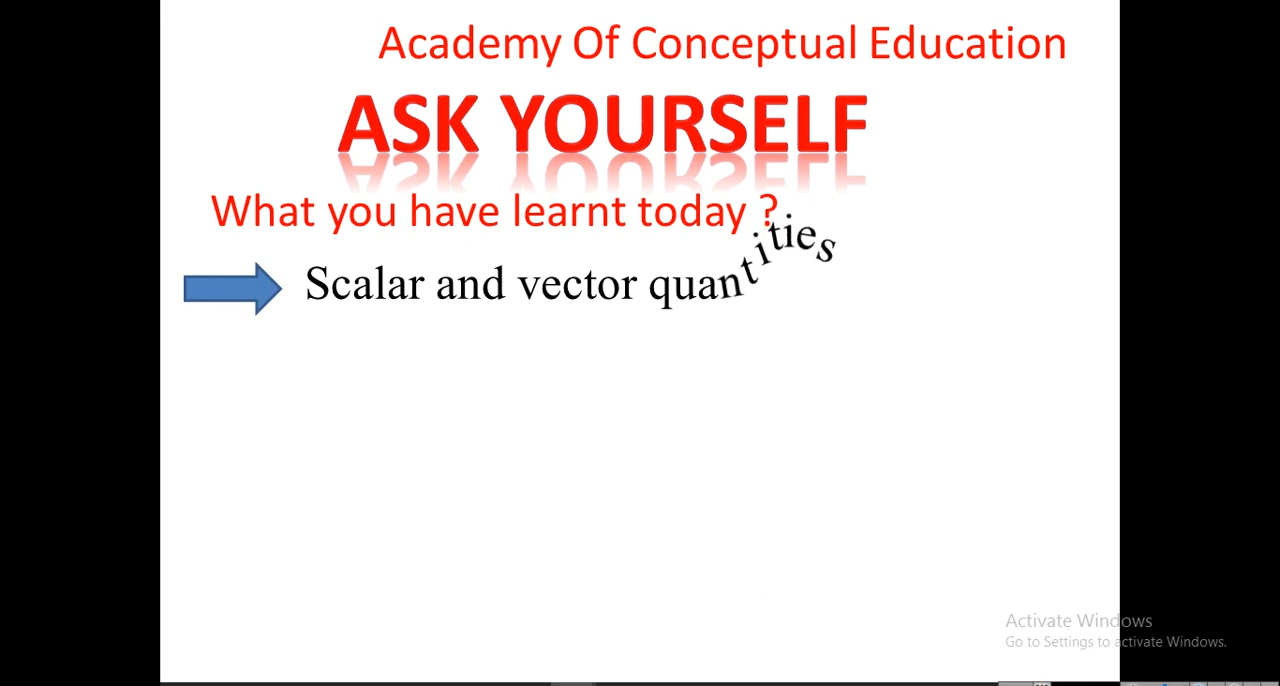 Academy Of Conceptual Education
ASK YOURSELF
What you have learnt today ?
Scalar and vector quantities
Activate Windows
Go to Settings to activate Windows.